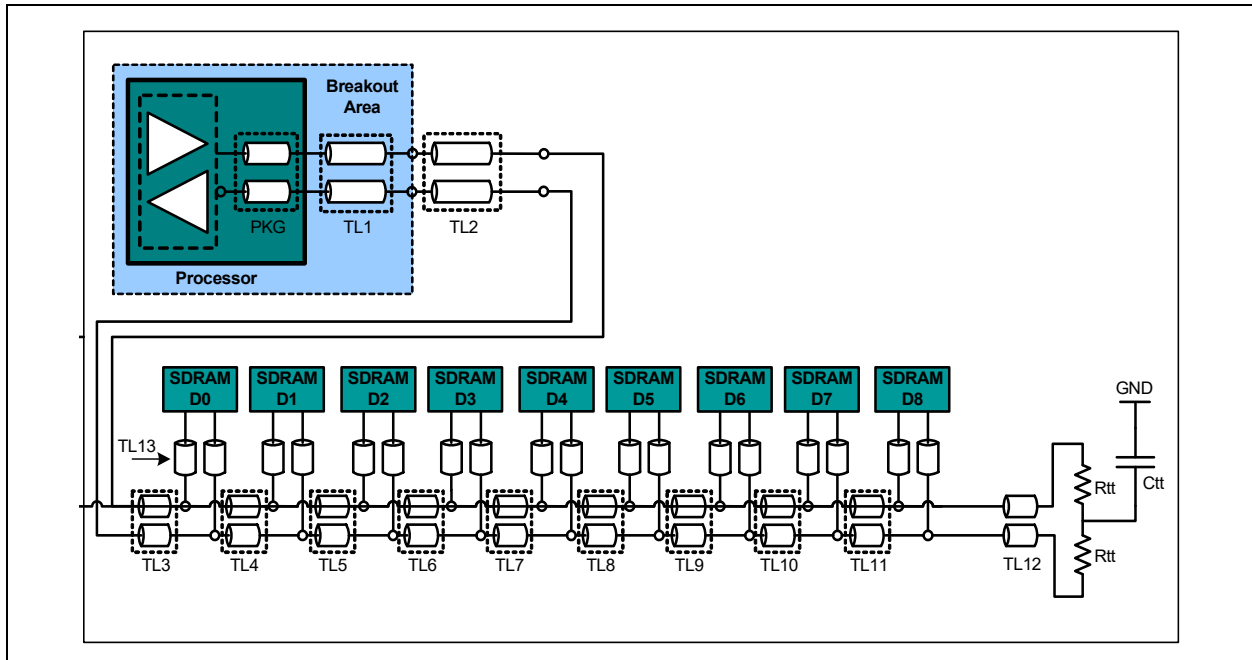 Breakout
Area
PKG
TL1
TL2
Processor
SDRAM
D0
SDRAM
D1
SDRAM
D2
SDRAM
D3
SDRAM
D4
SDRAM
D5
SDRAM
D6
SDRAM
D7
SDRAM
D8
GND
TL13
Rtt
Ctt
Rtt
TL3
TL4
TL5
TL6
TL7
TL8
TL9
TL10
TL11
TL12